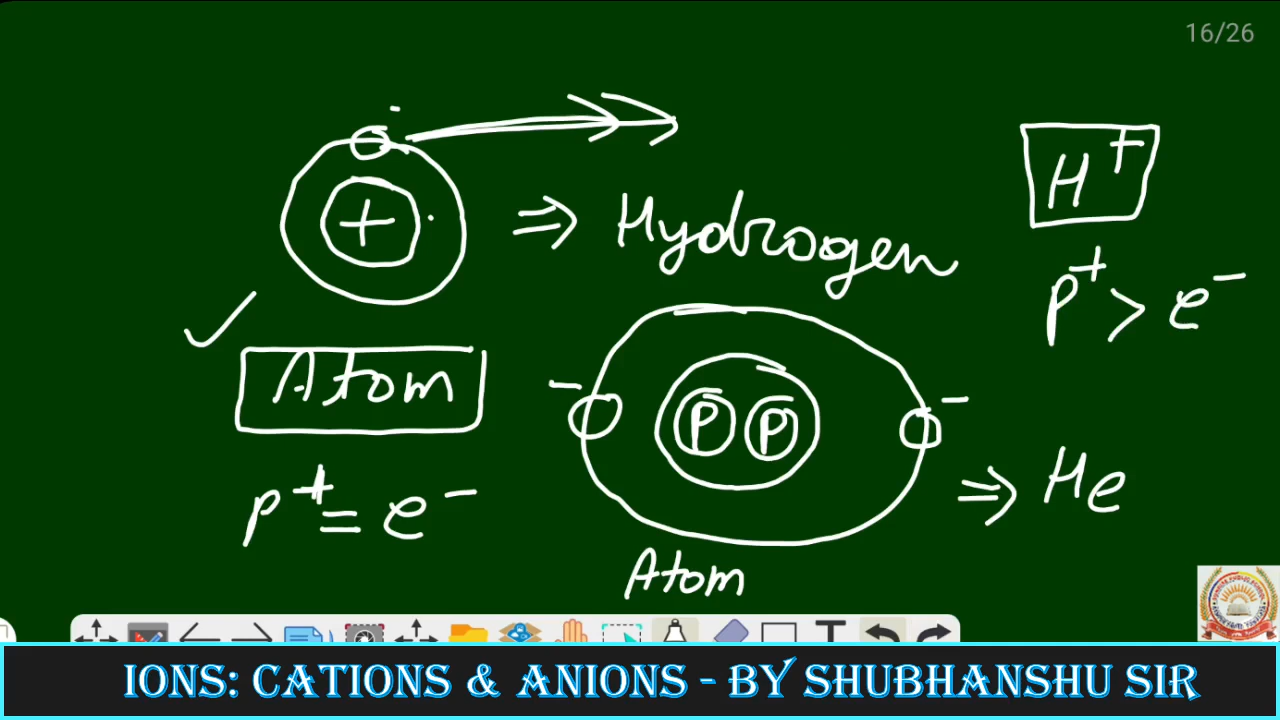 16/26
-
+
⇒ Hydrogen
H⁺
p⁺ > e⁻
Atom
p⁺ = e⁻
- P P -
⇒ He
Atom
T
IONS: CATIONS & ANIONS - BY SHUBHANSHU SIR